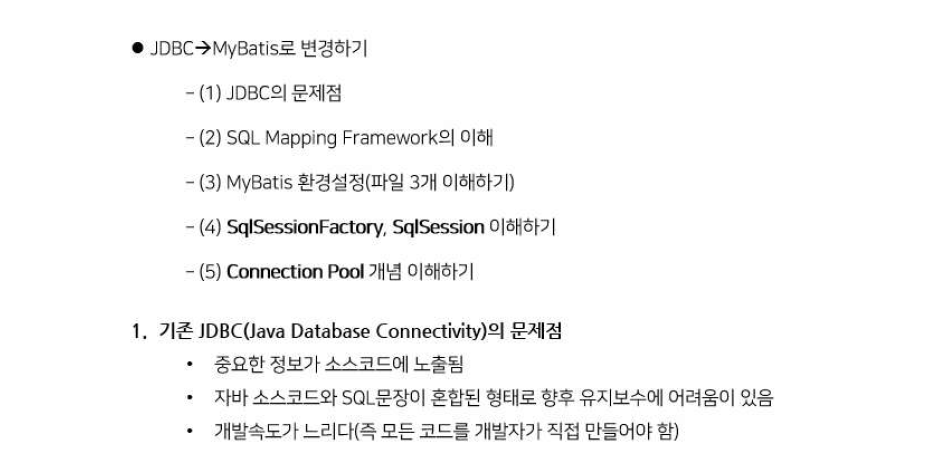 ● JDBC→MyBatis로 변경하기
– (1) JDBC의 문제점
– (2) SQL Mapping Framework의 이해
– (3) MyBatis 환경설정(파일 3개 이해하기)
– (4) SqlSessionFactory, SqlSession 이해하기
– (5) Connection Pool 개념 이해하기
1. 기존 JDBC(Java Database Connectivity)의 문제점
• 중요한 정보가 소스코드에 노출됨
• 자바 소스코드와 SQL문장이 혼합된 형태로 향후 유지보수에 어려움이 있음
• 개발속도가 느리다(즉 모든 코드를 개발자가 직접 만들어야 함)